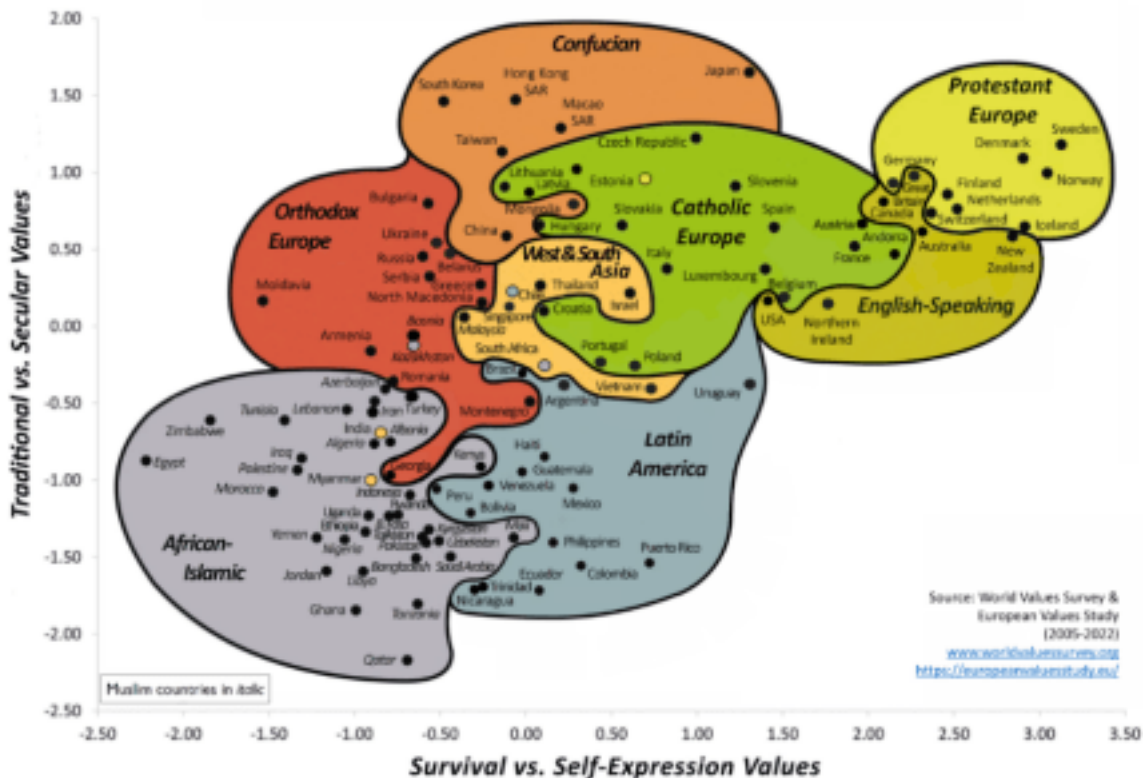 2.00
Confucian
Japan
Hong Kong
SAR
South Korea
1.50
Protestant
Europe
Macao
SAR
Sweden
Denmark
Taiwan
Czech Republic
Germany
1.00
Lithuania
Latvia
Estonia
Slovenia
Norway
Finland
Great
Britain
Netherlands
Bulgaria
Mongolia
Slovakia
Catholic
Europe
Spain
Canada
Switzerland
Orthodox
Europe
Hungary
Austria
Andorra
Iceland
Ukraine
China
Australia
New
Zealand
0.50
Russia
Belarus
West & South
Asia
Italy
France
Serbia
Greece
Thailand
Luxembourg
Belgium
Moldavia
North Macedonia
Chile
Israel
English-Speaking
Singapore
Croatia
USA
Northern
Ireland
0.00
Bosnia
Malaysia
Armenia
Kazakhstan
South Africa
Portugal
Poland
Azerbaijan
Romania
Brazil
Vietnam
Uruguay
-0.50
Tunisia
Lebanon
Iran
Turkey
Montenegro
Argentina
Zimbabwe
India
Albania
Latin
America
Algeria
Haiti
Egypt
Iraq
Kenya
Palestine
Georgia
Guatemala
-1.00
Morocco
Myanmar
Indonesia
Peru
Venezuela
Mexico
Rwanda
Bolivia
Uganda
Ethiopia
Mali
Yemen
Nigeria
Pakistan
Uzbekistan
Philippines
-1.50
African-
Islamic
Bangladesh
Saudi Arabia
Puerto Rico
Jordan
Libya
Ecuador
Colombia
Trinidad
Nicaragua
Ghana
Tanzania
-2.00
Qatar
Source: World Values Survey &
European Values Study
(2005-2022)
www.worldvaluessurvey.org
https://europeanvaluesstudy.eu/
Muslim countries in italic
-2.50
-2.50 -2.00 -1.50 -1.00 -0.50 0.00 0.50 1.00 1.50 2.00 2.50 3.00 3.50
Survival vs. Self-Expression Values
Traditional vs. Secular Values